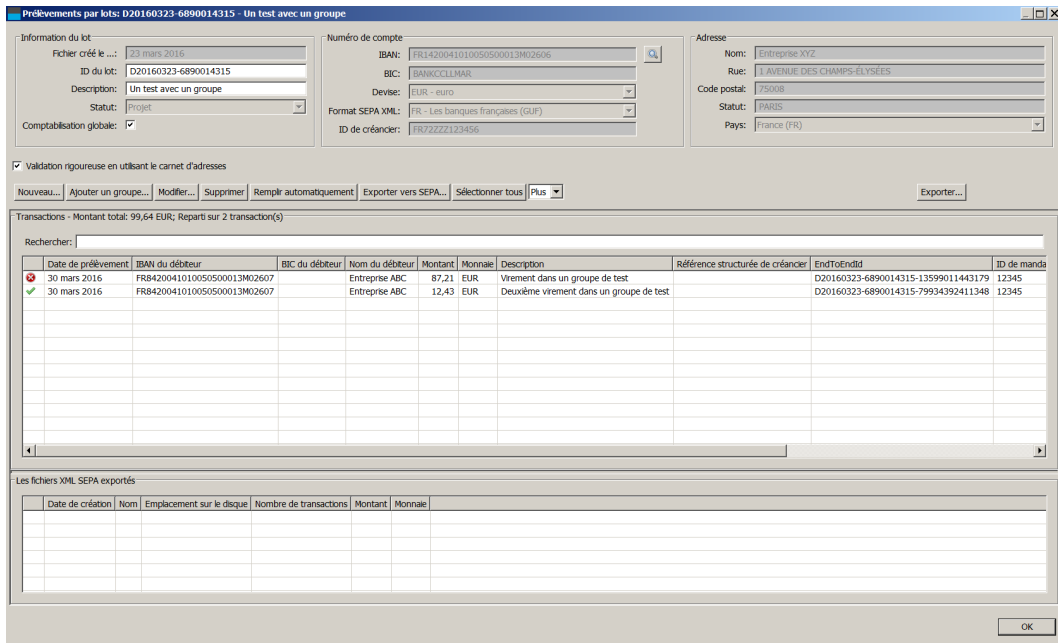 Prélèvements par lots: D20160323-6890014315 - Un test avec un groupe
Information du lot
Fichier créé le ...: 23 mars 2016
ID du lot: D20160323-6890014315
Description: Un test avec un groupe
Statut: Projet
Comptabilisation globale:
Numéro de compte
IBAN: FR1420041010050500013M02606
BIC: BANKCCLLMAR
Devise: EUR - euro
Format SEPA XML: FR - Les banques françaises (GUF)
ID de créancier: FR72ZZZ123456
Adresse
Nom: Entreprise XYZ
Rue: 1 AVENUE DES CHAMPS-ÉLYSÉES
Code postal: 75008
Statut: PARIS
Pays: France (FR)
Validation rigoureuse en utilisant le carnet d'adresses
Nouveau... Ajouter un groupe... Modifier... Supprimer Remplir automatiquement Exporter vers SEPA... Sélectionner tous Plus Exporter...
Transactions - Montant total: 99,64 EUR; Reparti sur 2 transaction(s)
Rechercher:
Date de prélèvement IBAN du débiteur BIC du débiteur Nom du débiteur Montant Monnaie Description Référence structurée de créancier EndToEndId ID de manda
30 mars 2016 FR8420041010050500013M02607 Entreprise ABC 87,21 EUR Virement dans un groupe de test D20160323-6890014315-13599011443179 12345
30 mars 2016 FR8420041010050500013M02607 Entreprise ABC 12,43 EUR Deuxième virement dans un groupe de test D20160323-6890014315-79934392411348 12345
Les fichiers XML SEPA exportés
Date de création Nom Emplacement sur le disque Nombre de transactions Montant Monnaie
OK